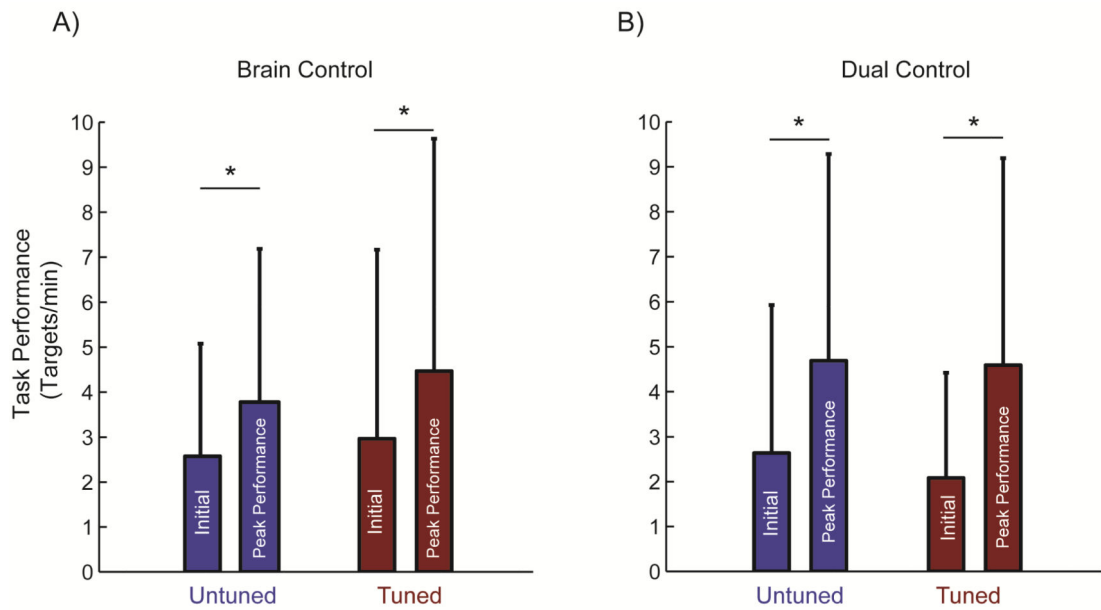 A)
Brain Control
Task Performance
(Targets/min)
10
9
8
7
6
5
4
3
2
1
0
*
*
Initial
Peak Performance
Initial
Peak Performance
Untuned
Tuned
B)
Dual Control
10
9
8
7
6
5
4
3
2
1
0
*
*
Initial
Peak Performance
Initial
Peak Performance
Untuned
Tuned